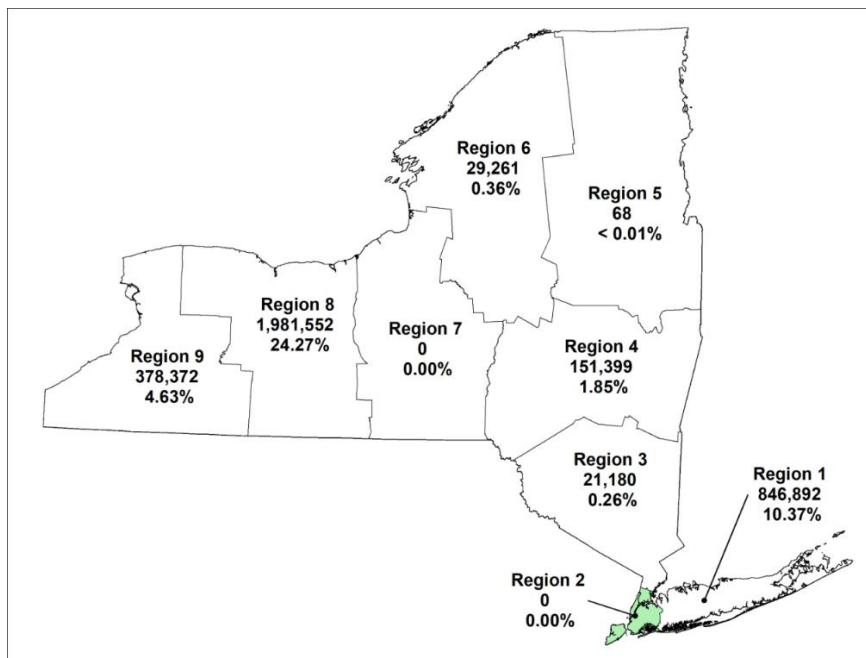 Region 6
29,261
0.36%
Region 5
68
< 0.01%
Region 8
1,981,552
24.27%
Region 7
0
0.00%
Region 9
378,372
4.63%
Region 4
151,399
1.85%
Region 3
21,180
0.26%
Region 1
846,892
10.37%
Region 2
0
0.00%